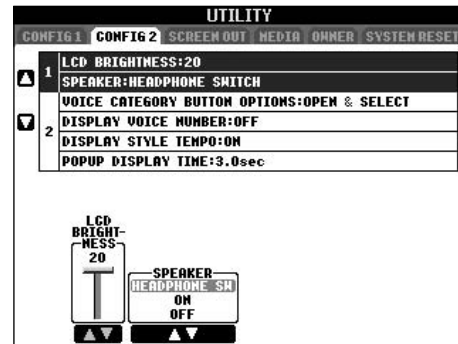 UTILITY
CONFIG 1 CONFIG 2 SCREEN OUT MEDIA OWNER SYSTEM RESET
1
LCD BRIGHTNESS:20
SPEAKER:HEADPHONE SWITCH
2
VOICE CATEGORY BUTTON OPTIONS:OPEN & SELECT
DISPLAY VOICE NUMBER:OFF
DISPLAY STYLE TEMPO:ON
POPUP DISPLAY TIME:3.0sec
LCD
BRIGHT-
NESS
20
SPEAKER
HEADPHONE SW
ON
OFF